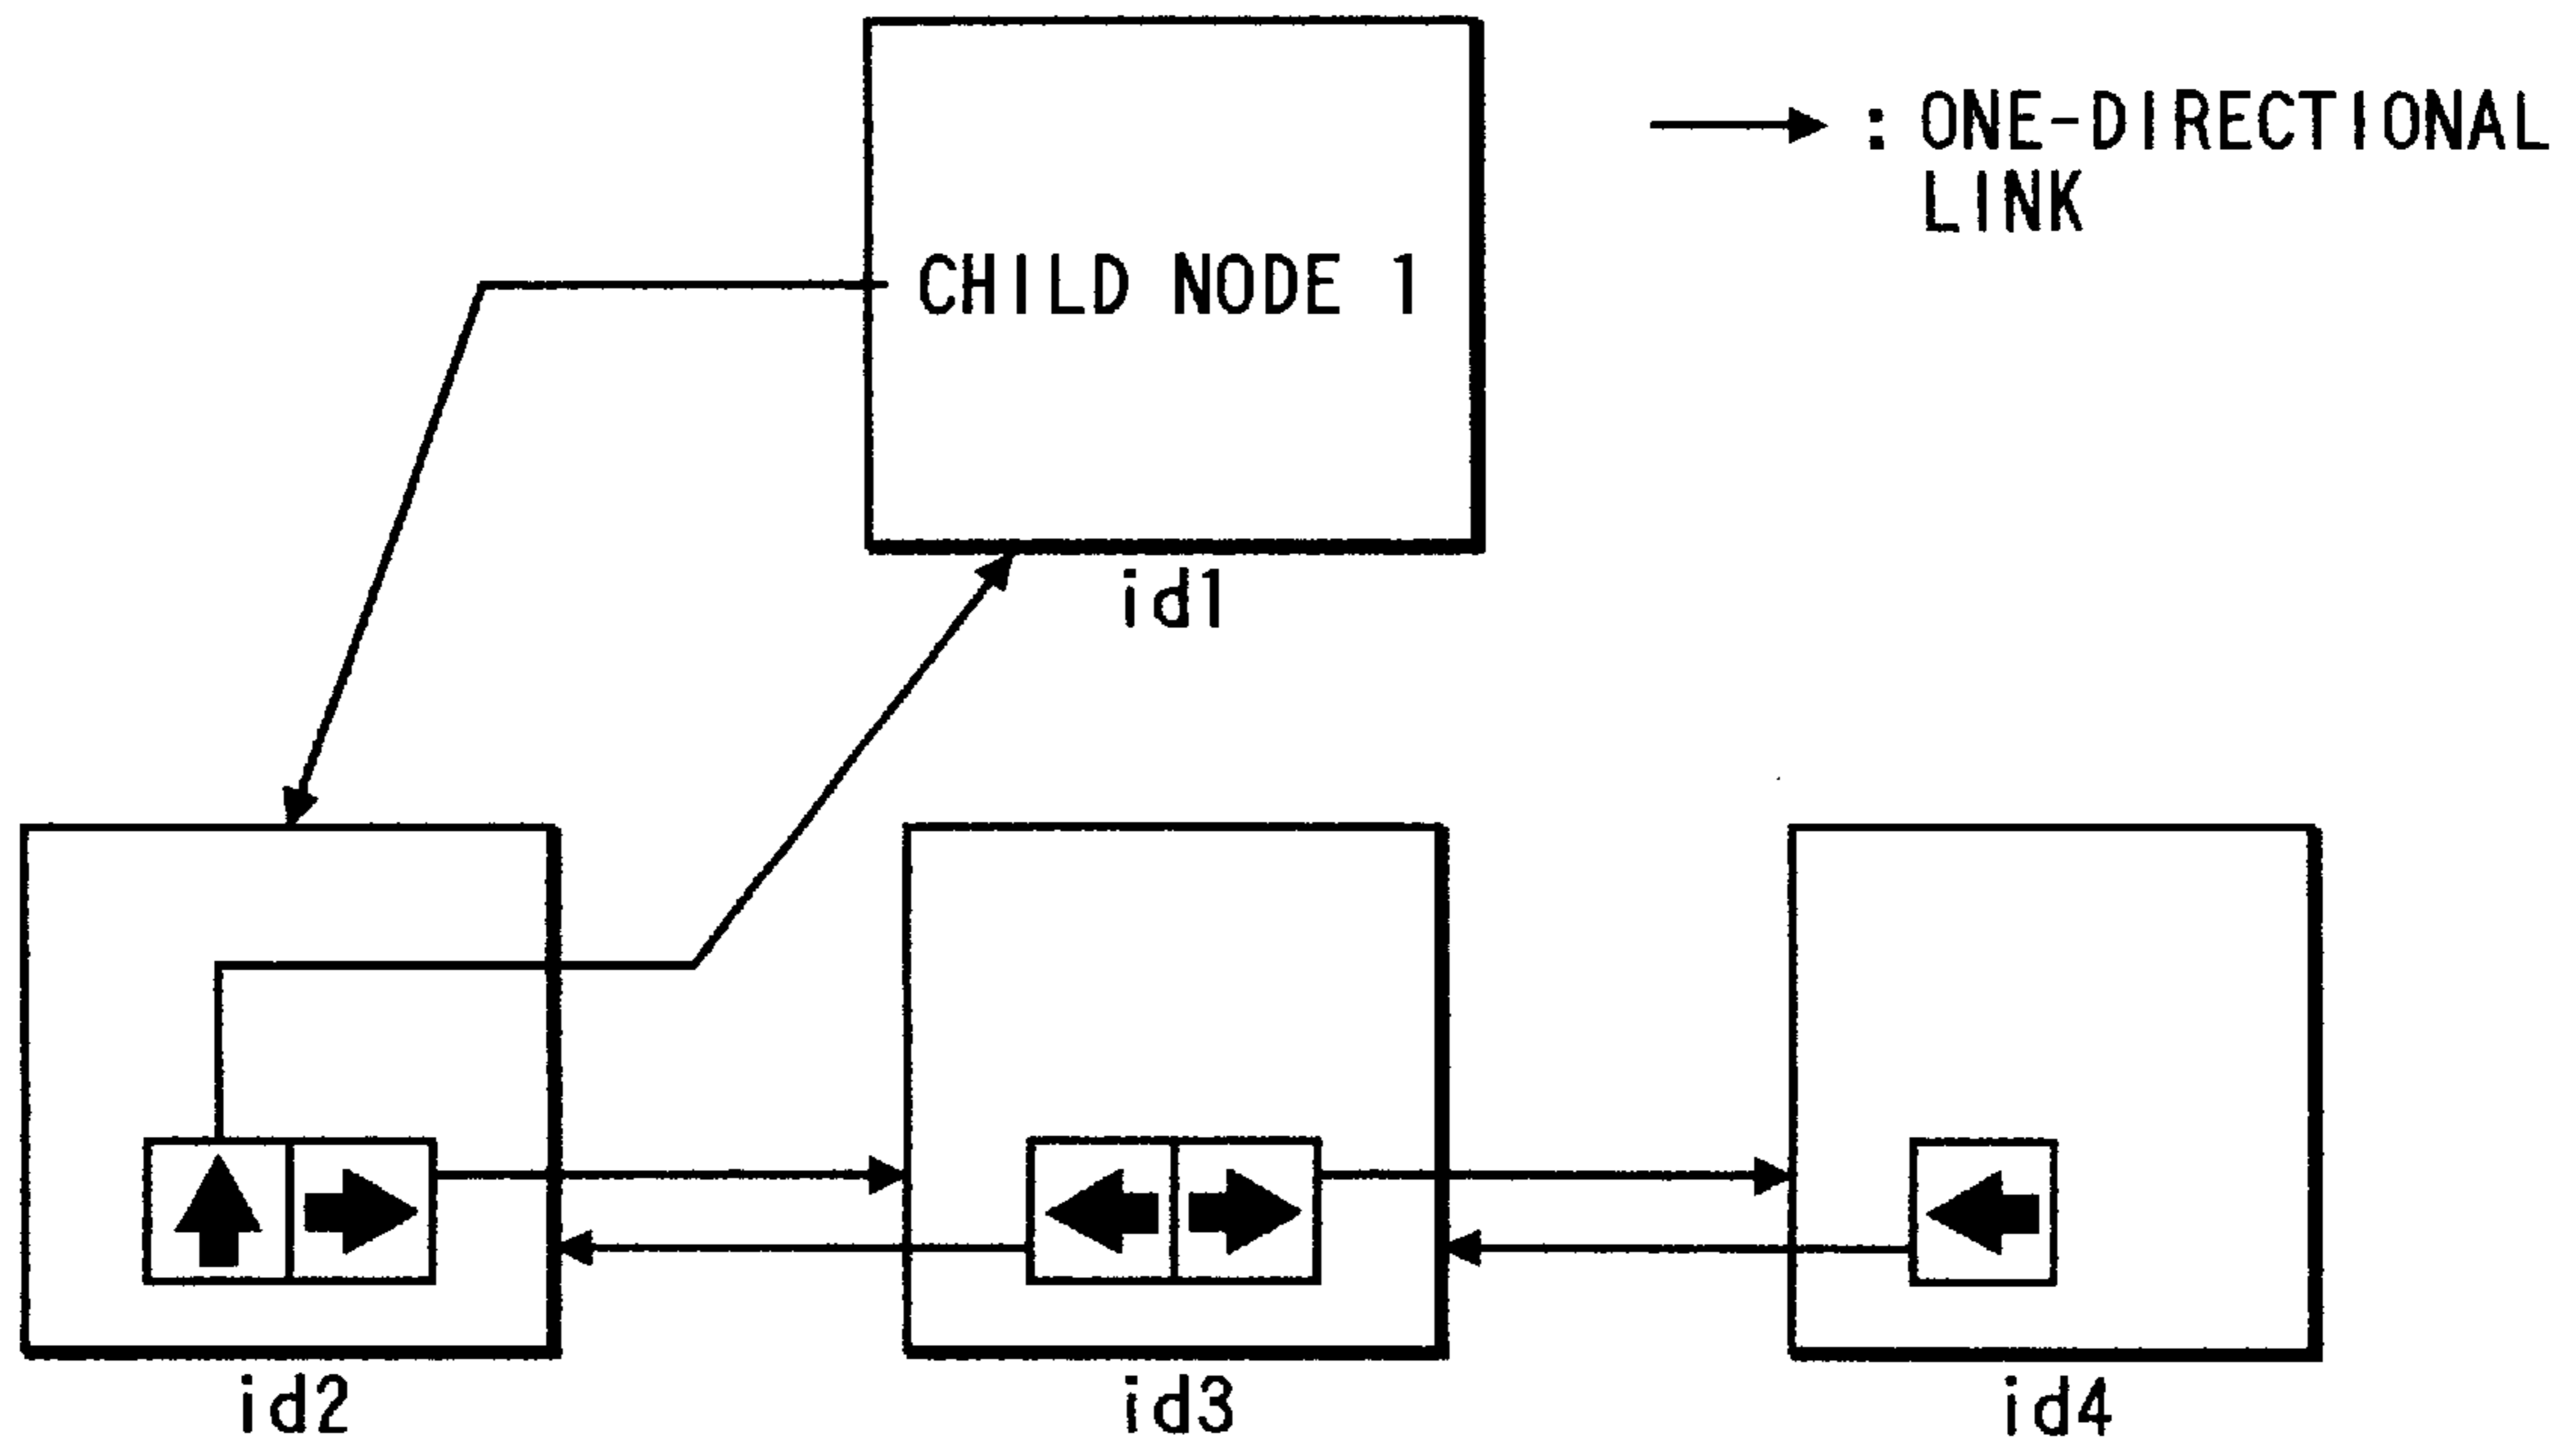 : ONE-DIRECTIONAL
LINK
CHILD NODE 1
id1
id2
id3
id4